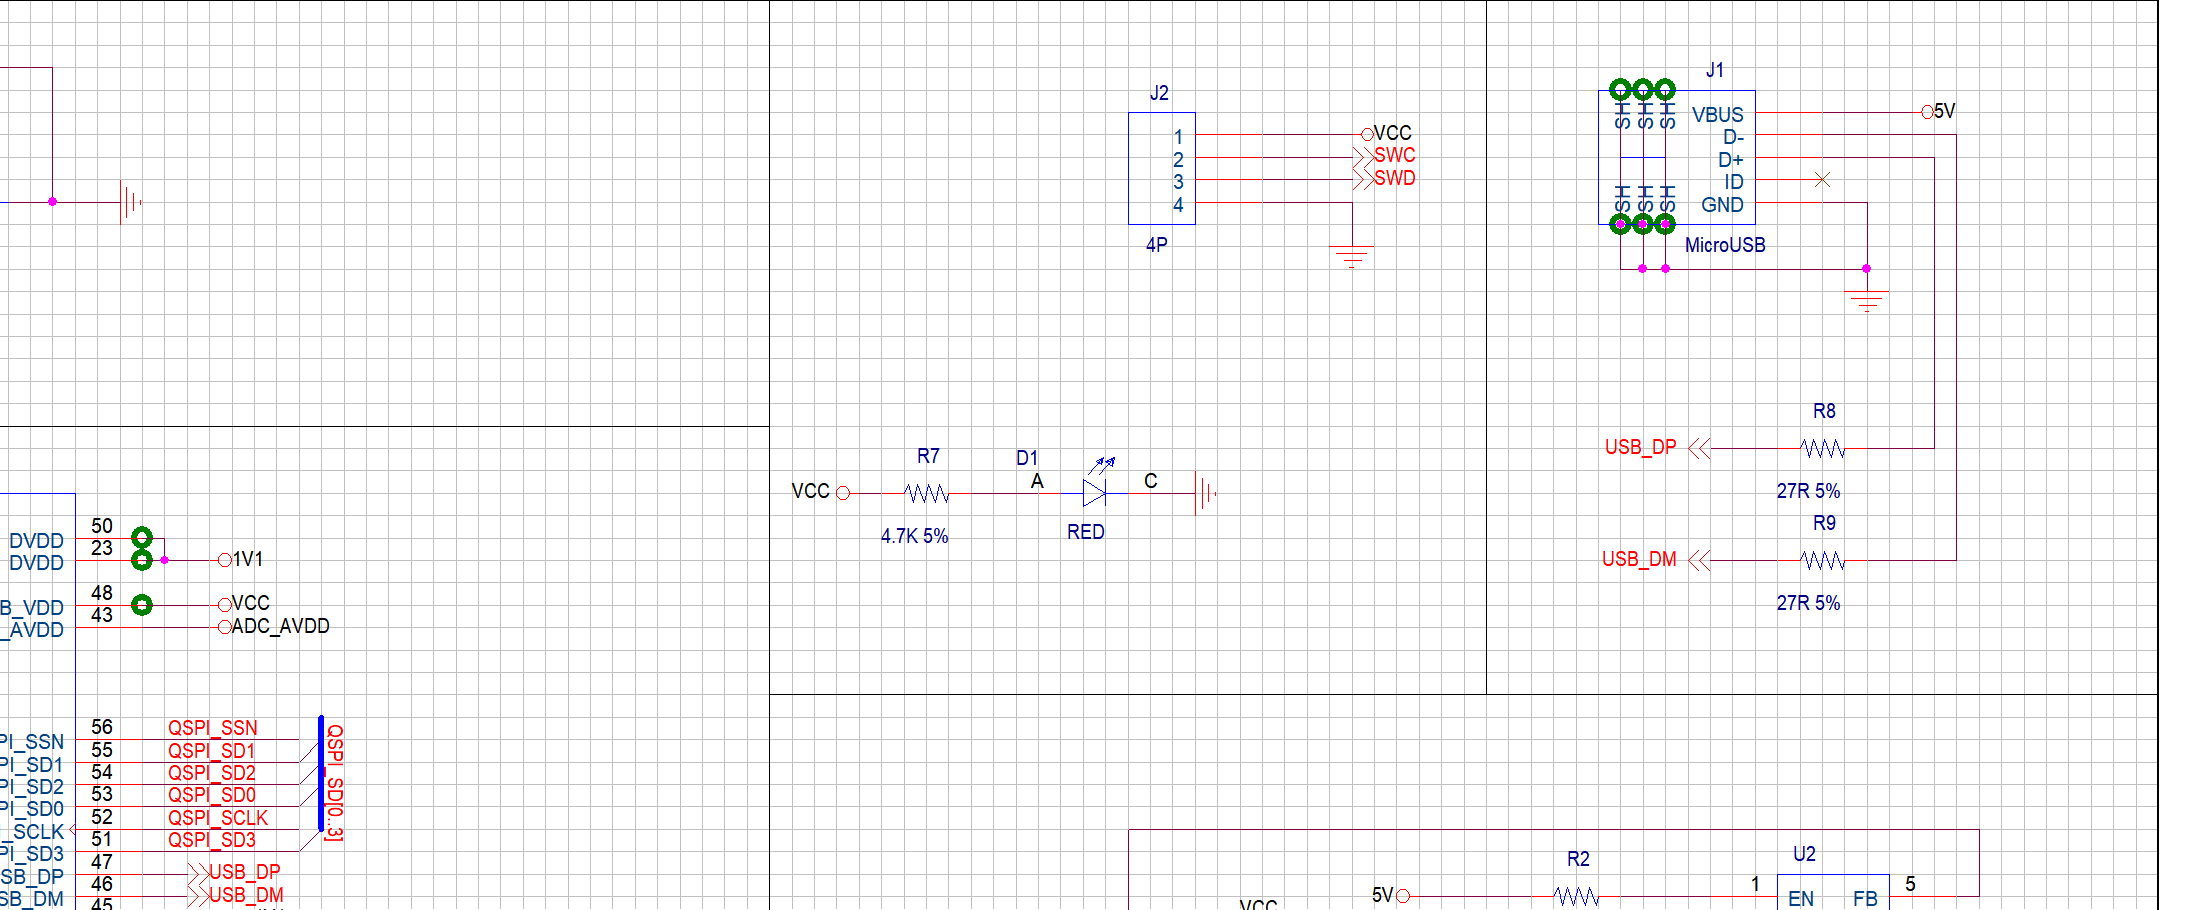 J2
1
2
3
4
VCC
SWC
SWD
4P
J1
SH SH SH
SH SH SH
VBUS
D-
D+
ID
GND
5V
MicroUSB
R8
USB_DP
27R 5%
R9
USB_DM
27R 5%
R7
VCC
4.7K 5%
D1
A
C
RED
DVDD 50
DVDD 23
1V1
B_VDD 48
VCC
_AVDD 43
ADC_AVDD
PI_SSN 56 QSPI_SSN
PI_SD1 55 QSPI_SD1
PI_SD2 54 QSPI_SD2
PI_SD0 53 QSPI_SD0
_SCLK 52 QSPI_SCLK
PI_SD3 51 QSPI_SD3
QSPI_SD[0..3]
SB_DP 47 USB_DP
SB_DM 46 USB_DM
45
VCC
5V
R2
1
U2
EN
FB
5